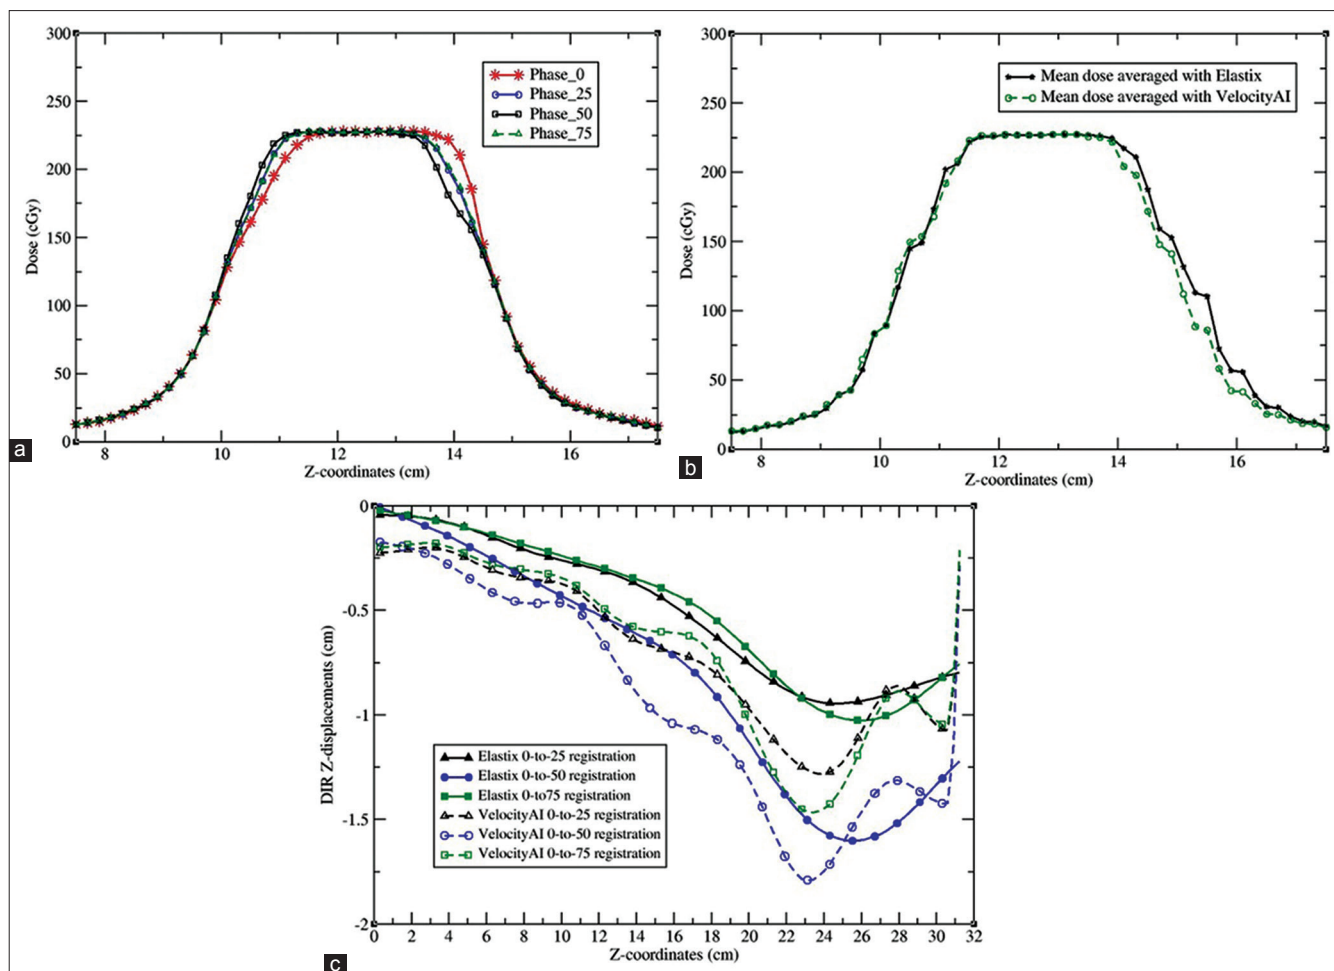 300
250
200
150
100
50
0
Dose (cGy)
Phase_0
Phase_25
Phase_50
Phase_75
8
10
12
14
16
Z-coordinates (cm)
a
300
250
200
150
100
50
0
Dose (cGy)
Mean dose averaged with Elastix
Mean dose averaged with VelocityAI
8
10
12
14
16
Z-coordinates (cm)
b
0
-0.5
-1
-1.5
-2
DIR Z-displacements (cm)
Elastix 0-to-25 registration
Elastix 0-to-50 registration
Elastix 0-to75 registration
VelocityAI 0-to-25 registration
VelocityAI 0-to-50 registration
VelocityAI 0-to-75 registration
0 2 4 6 8 10 12 14 16 18 20 22 24 26 28 30 32
Z-coordinates (cm)
c